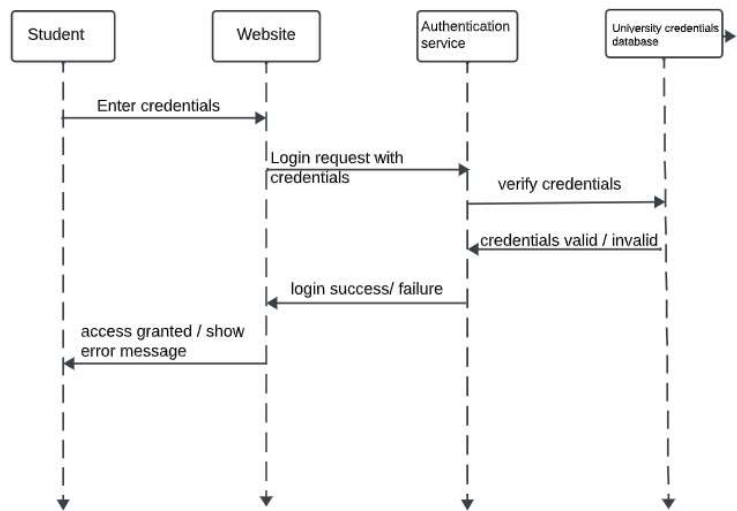 Student
Website
Authentication
service
University credentials
database
Enter credentials
Login request with
credentials
verify credentials
credentials valid / invalid
login success/ failure
access granted / show
error message